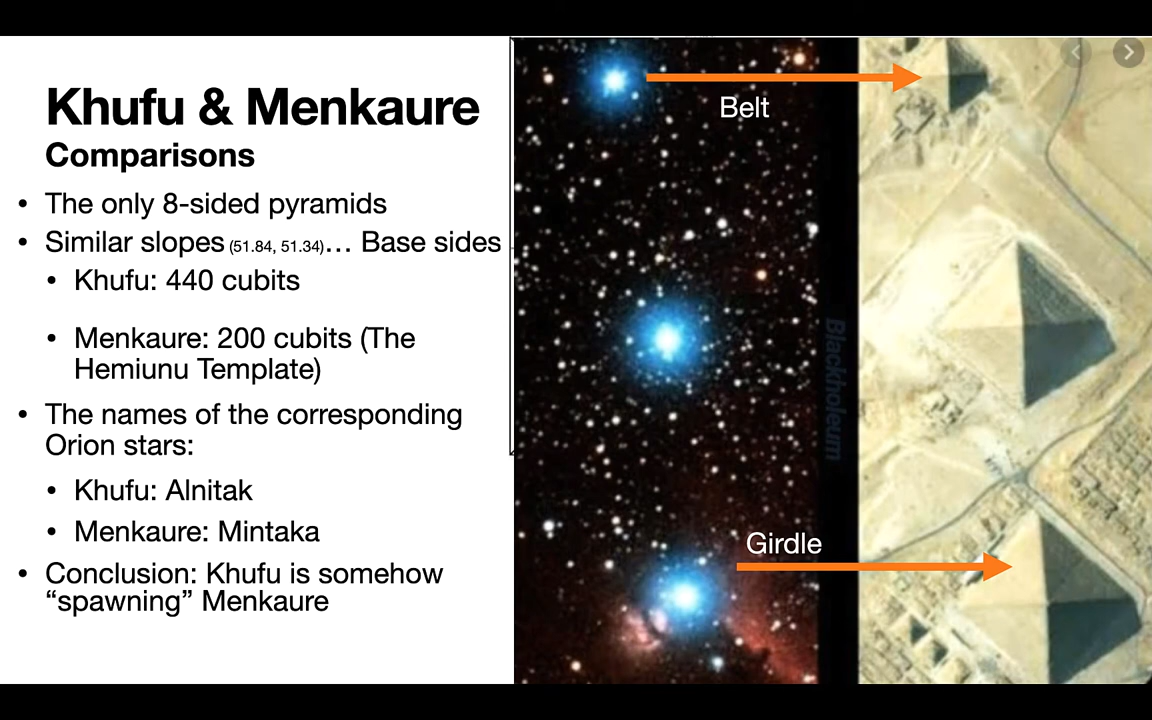 Khufu & Menkaure
Comparisons
• The only 8-sided pyramids
• Similar slopes (51.84, 51.34)… Base sides
• Khufu: 440 cubits
• Menkaure: 200 cubits (The
Hemiunu Template)
• The names of the corresponding
Orion stars:
• Khufu: Alnitak
• Menkaure: Mintaka
• Conclusion: Khufu is somehow
“spawning” Menkaure
Belt
Blackholeum
Girdle